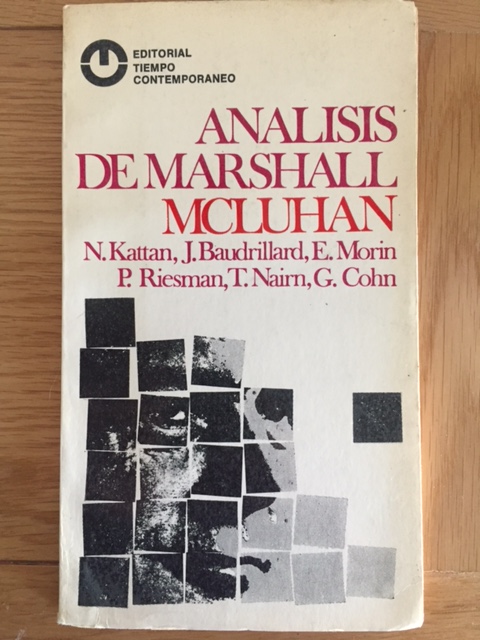 EDITORIAL
TIEMPO
CONTEMPORANEO
ANALISIS
DE MARSHALL
MCLUHAN
N. Kattan, J. Baudrillard, E. Morin
P. Riesman, T. Nairn, G. Cohn